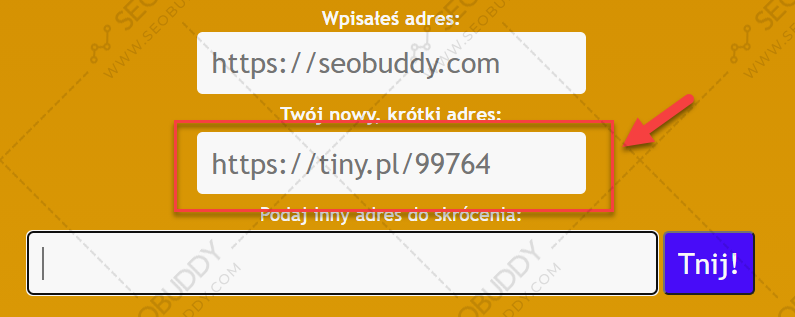 Wpisałeś adres:
https://seobuddy.com
Twój nowy, krótki adres:
https://tiny.pl/99764
Podaj inny adres do skrócenia:
Tnij!
SEOBUDDY
WWW.SEOBUDDY.COM